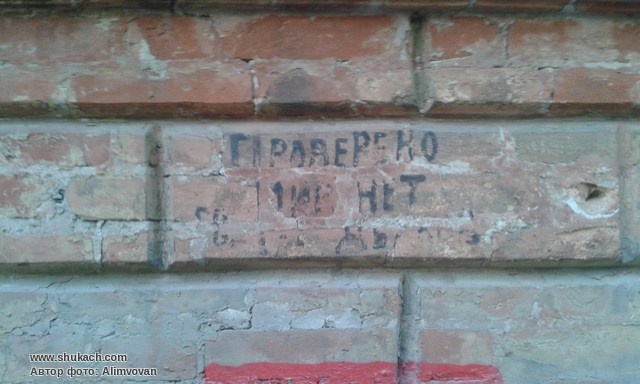 ПРОВЕРЕНО
МИН НЕТ
www.shukach.com
Автор фото: Alimvovan